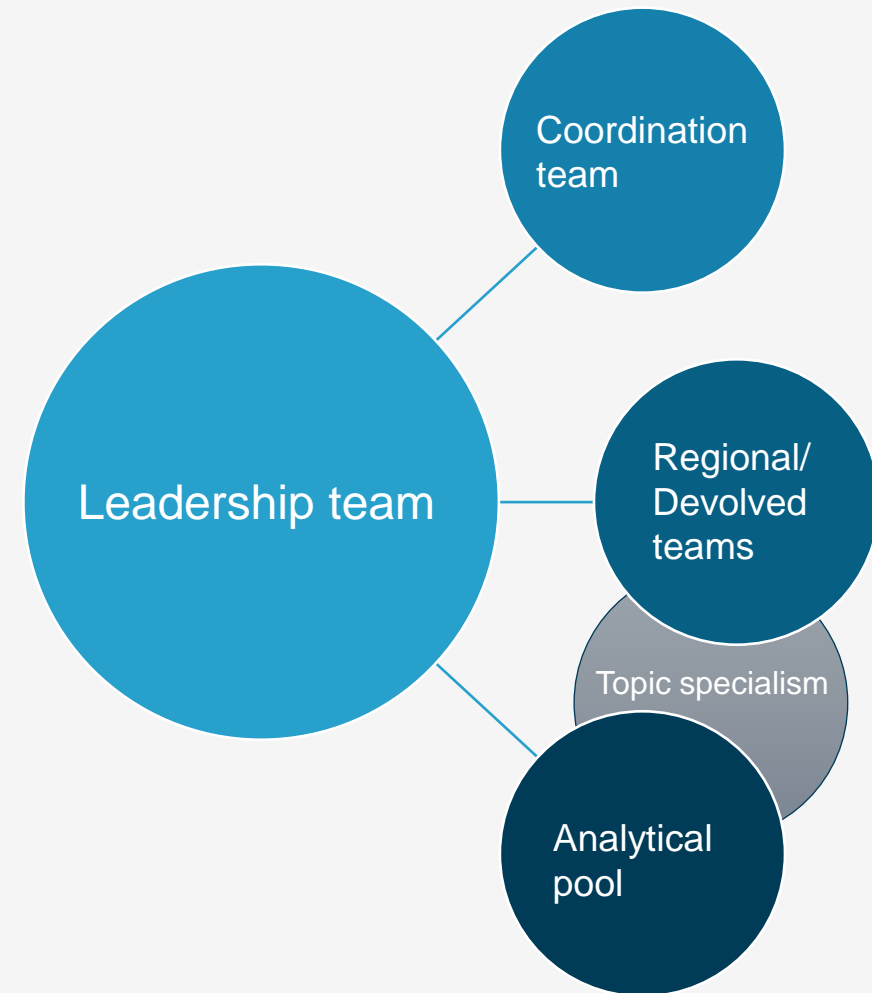 Coordination
team
Leadership team
Regional/
Devolved
teams
Topic specialism
Analytical
pool